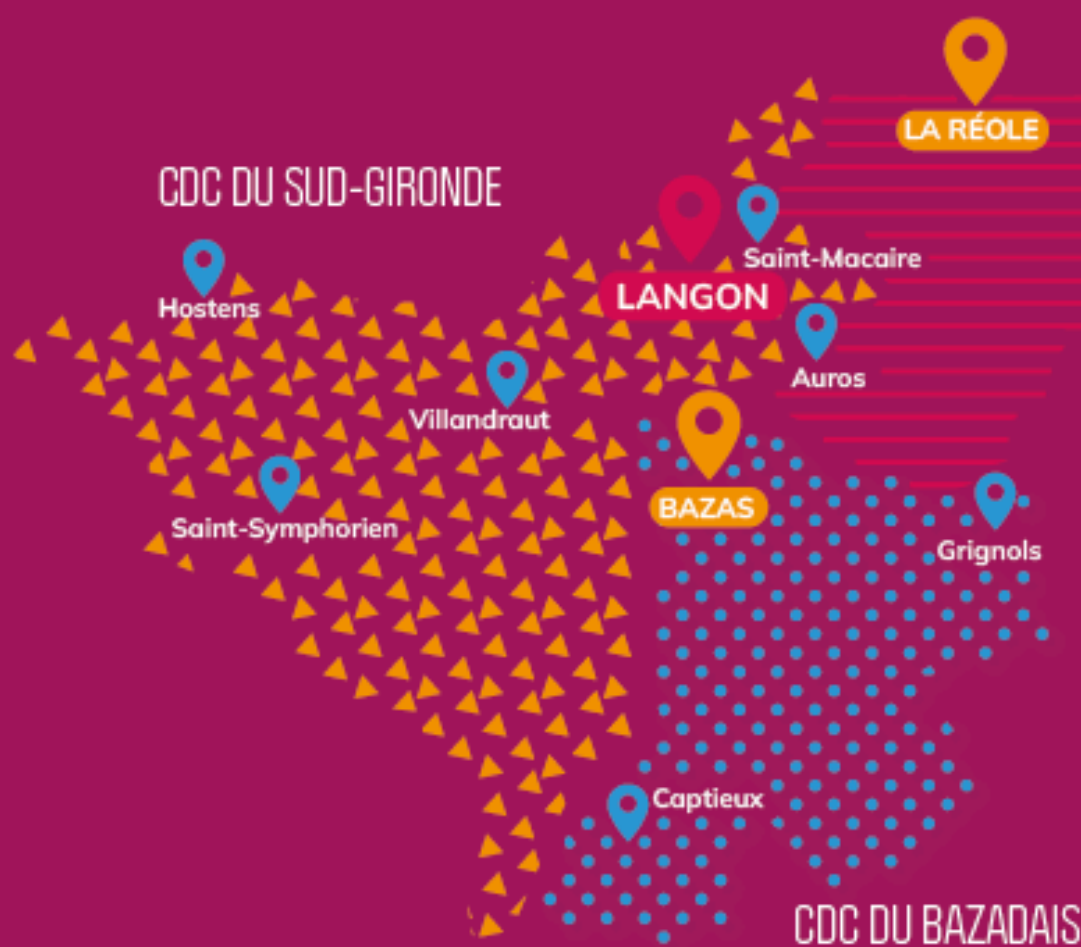 LA RÉOLE
CDC DU SUD-GIRONDE
Saint-Macaire
LANGON
Hostens
Auros
Villandraut
BAZAS
Saint-Symphorien
Grignols
Captieux
CDC DU BAZADAIS